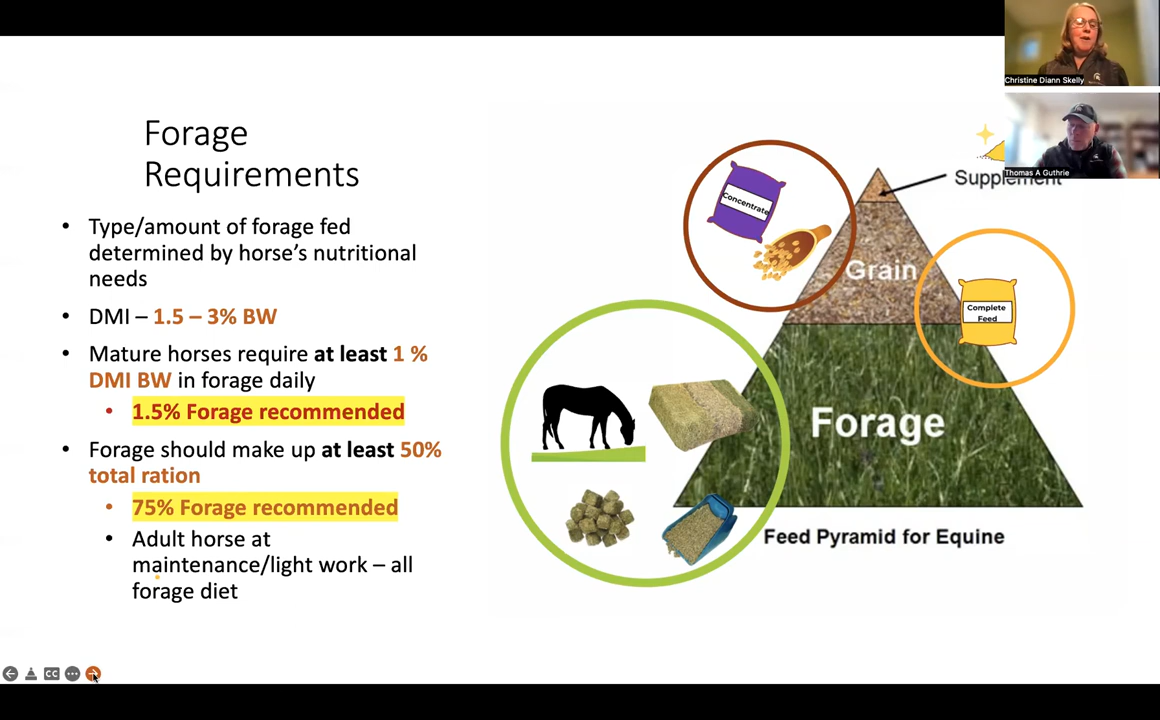 Christine Diann Skelly
Thomas A Guthrie
Forage
Requirements
• Type/amount of forage fed
determined by horse’s nutritional
needs
• DMI – 1.5 – 3% BW
• Mature horses require at least 1 %
DMI BW in forage daily
• 1.5% Forage recommended
• Forage should make up at least 50%
total ration
• 75% Forage recommended
• Adult horse at
maintenance/light work – all
forage diet
Supplement
Concentrate
Grain
Complete
Feed
Forage
Feed Pyramid for Equine
CC